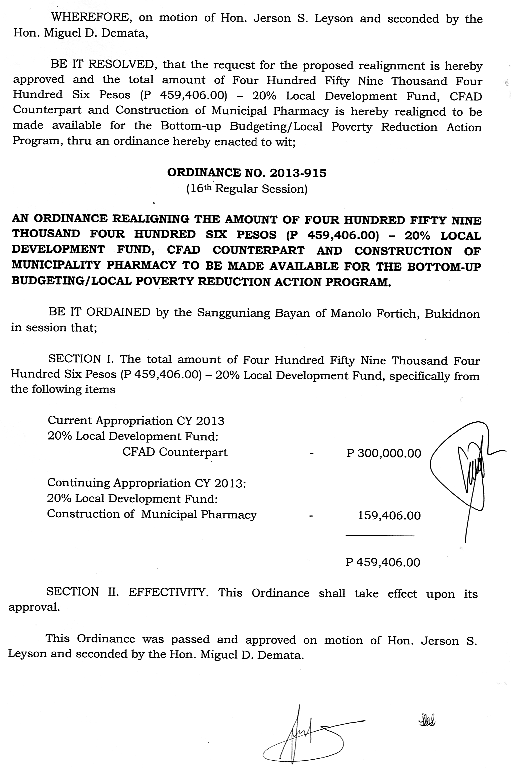 WHEREFORE, on motion of Hon. Jerson S. Leyson and seconded by the
Hon. Miguel D. Demata,
BE IT RESOLVED, that the request for the proposed realignment is hereby
approved and the total amount of Four Hundred Fifty Nine Thousand Four
Hundred Six Pesos (P 459,406.00) – 20% Local Development Fund, CFAD
Counterpart and Construction of Municipal Pharmacy is hereby realigned to be
made available for the Bottom-up Budgeting/Local Poverty Reduction Action
Program, thru an ordinance hereby enacted to wit;
ORDINANCE NO. 2013-915
(16th Regular Session)
AN ORDINANCE REALIGNING THE AMOUNT OF FOUR HUNDRED FIFTY NINE
THOUSAND FOUR HUNDRED SIX PESOS (P 459,406.00) – 20% LOCAL
DEVELOPMENT FUND, CFAD COUNTERPART AND CONSTRUCTION OF
MUNICIPALITY PHARMACY TO BE MADE AVAILABLE FOR THE BOTTOM-UP
BUDGETING/LOCAL POVERTY REDUCTION ACTION PROGRAM.
BE IT ORDAINED by the Sangguniang Bayan of Manolo Fortich, Bukidnon
in session that;
SECTION I. The total amount of Four Hundred Fifty Nine Thousand Four
Hundred Six Pesos (P 459,406.00) – 20% Local Development Fund, specifically from
the following items
Current Appropriation CY 2013
20% Local Development Fund:
CFAD Counterpart - P 300,000.00
Continuing Appropriation CY 2013:
20% Local Development Fund:
Construction of Municipal Pharmacy - 159,406.00
P 459,406.00
SECTION II. EFFECTIVITY. This Ordinance shall take effect upon its
approval.
This Ordinance was passed and approved on motion of Hon. Jerson S.
Leyson and seconded by the Hon. Miguel D. Demata.